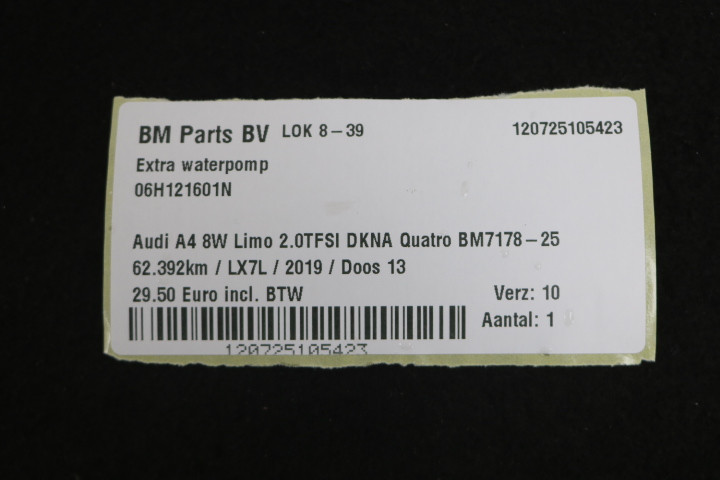 BM Parts BV LOK 8-39 120725105423
Extra waterpomp
06H121601N
Audi A4 8W Limo 2.0TFSI DKNA Quatro BM7178-25
62.392km / LX7L / 2019 / Doos 13
29.50 Euro incl. BTW Verz: 10
Aantal: 1
120725105423